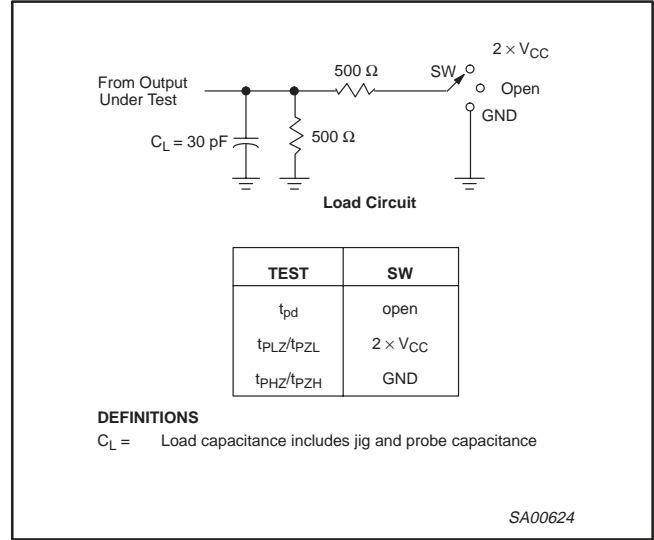 2 × VCC
500 Ω
SW
From Output
Under Test
Open
GND
CL = 30 pF
500 Ω
Load Circuit
TEST SW
tpd open
tPLZ/tPZL 2 × VCC
tPHZ/tPZH GND
DEFINITIONS
CL = Load capacitance includes jig and probe capacitance
SA00624